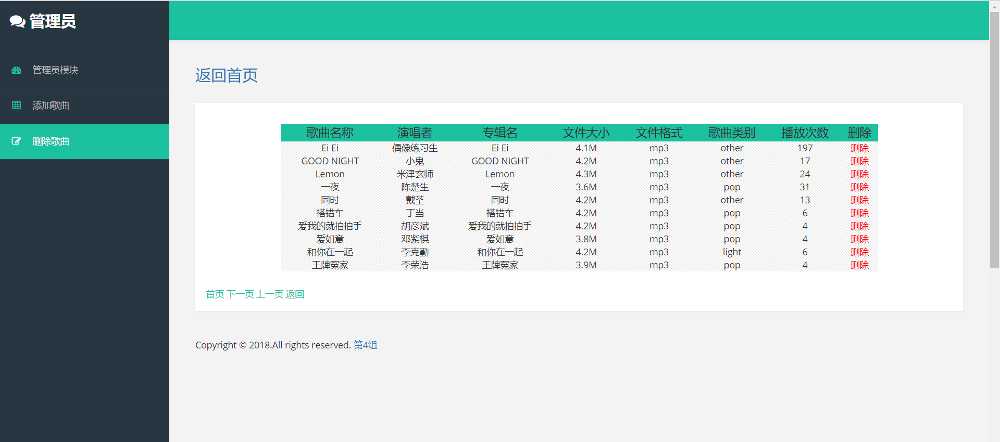 管理员
管理员模块
添加歌曲
删除歌曲
返回首页
歌曲名称 演唱者 专辑名 文件大小 文件格式 歌曲类别 播放次数 删除
Ei Ei 偶像练习生 Ei Ei 4.1M mp3 other 197 删除
GOOD NIGHT 小鬼 GOOD NIGHT 4.2M mp3 other 17 删除
Lemon 米津玄师 Lemon 4.3M mp3 other 24 删除
一夜 陈楚生 一夜 3.6M mp3 pop 31 删除
同时 戴荃 同时 4.2M mp3 other 13 删除
搭错车 丁当 搭错车 4.2M mp3 pop 6 删除
爱我的就拍拍手 胡彦斌 爱我的就拍拍手 4.2M mp3 pop 4 删除
爱如意 邓紫棋 爱如意 3.8M mp3 pop 4 删除
和你在一起 李克勤 和你在一起 4.2M mp3 light 6 删除
王牌冤家 李荣浩 王牌冤家 3.9M mp3 pop 4 删除
首页 下一页 上一页 返回
Copyright © 2018.All rights reserved. 第4组